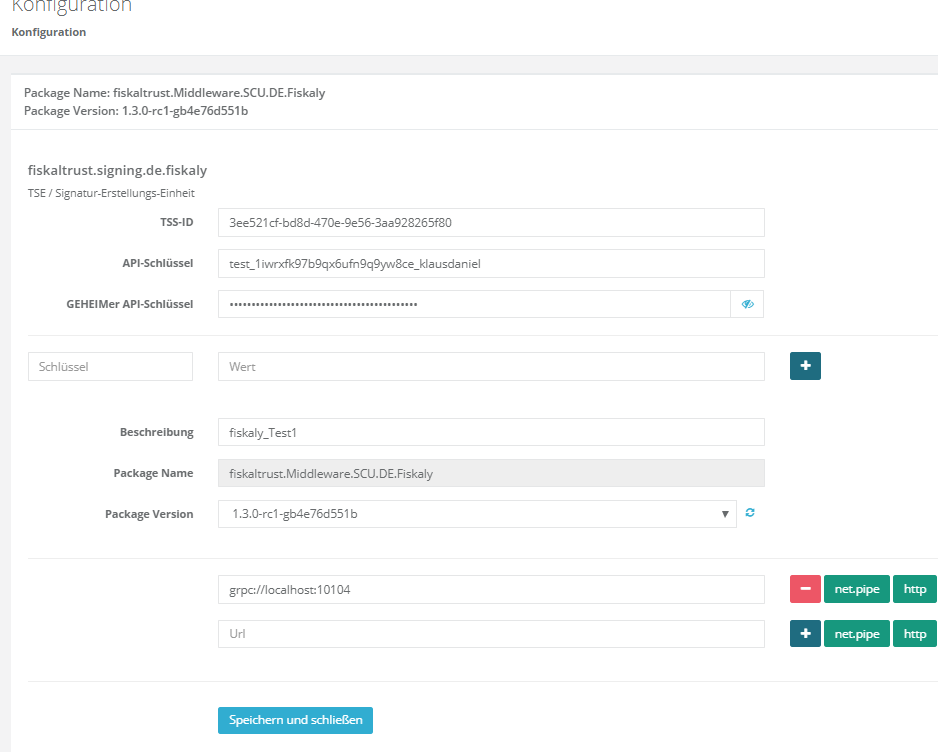 Konfiguration
Konfiguration
Package Name: fiskaltrust.Middleware.SCU.DE.Fiskaly
Package Version: 1.3.0-rc1-gb4e76d551b
fiskaltrust.signing.de.fiskaly
TSE / Signatur-Erstellungs-Einheit
TSS-ID 3ee521cf-bd8d-470e-9e56-3aa928265f80
API-Schlüssel test_1iwrxfk97b9qx6ufn9q9yw8ce_klausdaniel
GEHEIMer API-Schlüssel
Schlüssel Wert
Beschreibung fiskaly_Test1
Package Name fiskaltrust.Middleware.SCU.DE.Fiskaly
Package Version 1.3.0-rc1-gb4e76d551b
grpc://localhost:10104 net.pipe http
Url net.pipe http
Speichern und schließen